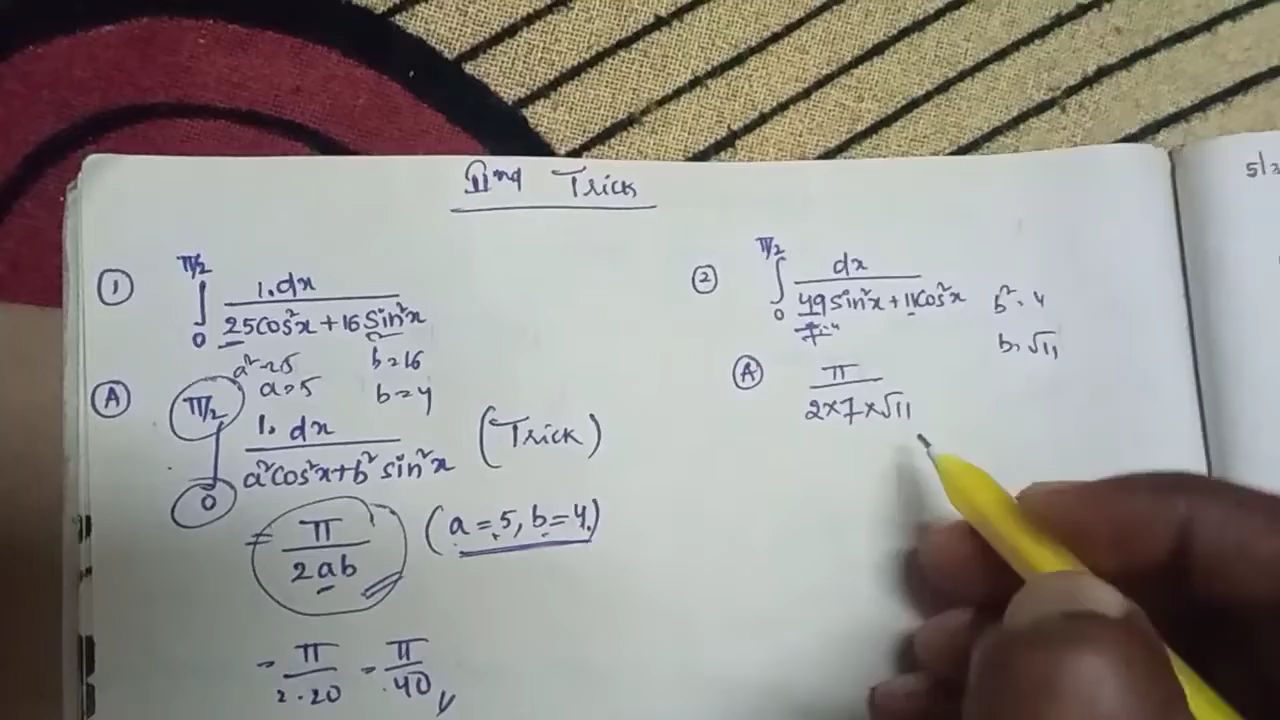 IInd Trick
① ∫₀^π/2 1.dx / 25cos²x + 16 sin²x
a² = 25 b = 16
a = 5 b = 4
Ⓐ ∫₀^π/2 1. dx / a²cos²x + b² sin²x (Trick)
= π / 2ab (a = 5, b = 4)
= π / 2.20 = π / 40
② ∫₀^π/2 dx / 49 sin²x + 11cos²x b² = 4
b = √11
Ⓐ π / 2×7×√11